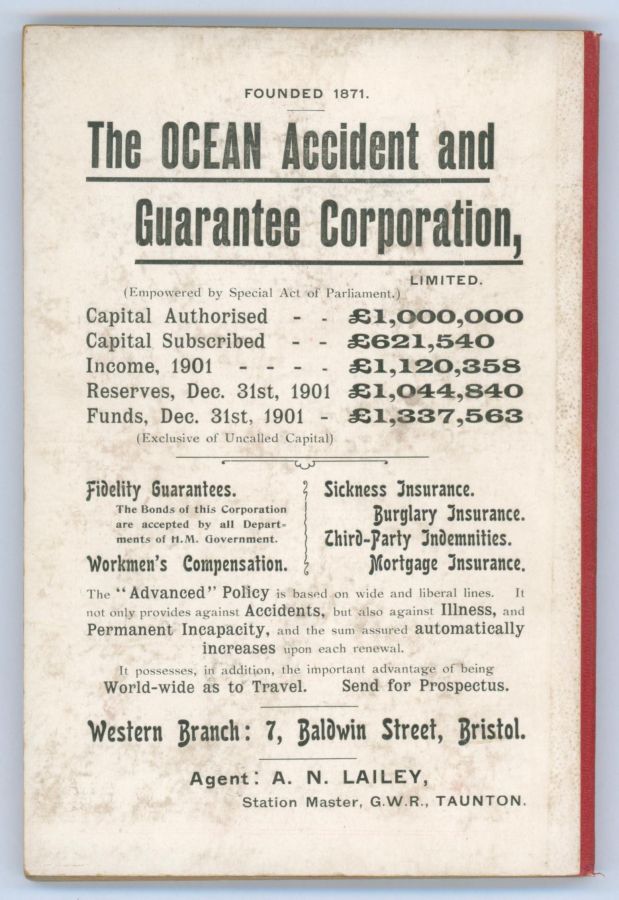 FOUNDED 1871.
The OCEAN Accident and
Guarantee Corporation,
LIMITED.
(Empowered by Special Act of Parliament.)
Capital Authorised - - £1,000,000
Capital Subscribed - - £621,540
Income, 1901 - - - - £1,120,358
Reserves, Dec. 31st, 1901 £1,044,840
Funds, Dec. 31st, 1901 - £1,337,563
(Exclusive of Uncalled Capital)
Fidelity Guarantees.
The Bonds of this Corporation
are accepted by all Depart-
ments of H.M. Government.
Workmen's Compensation.
Sickness Insurance.
Burglary Insurance.
Third-Party Indemnities.
Mortgage Insurance.
The "Advanced" Policy is based on wide and liberal lines. It
not only provides against Accidents, but also against Illness, and
Permanent Incapacity, and the sum assured automatically
increases upon each renewal.
It possesses, in addition, the important advantage of being
World-wide as to Travel. Send for Prospectus.
Western Branch: 7, Baldwin Street, Bristol.
Agent: A. N. LAILEY,
Station Master, G.W.R., TAUNTON.